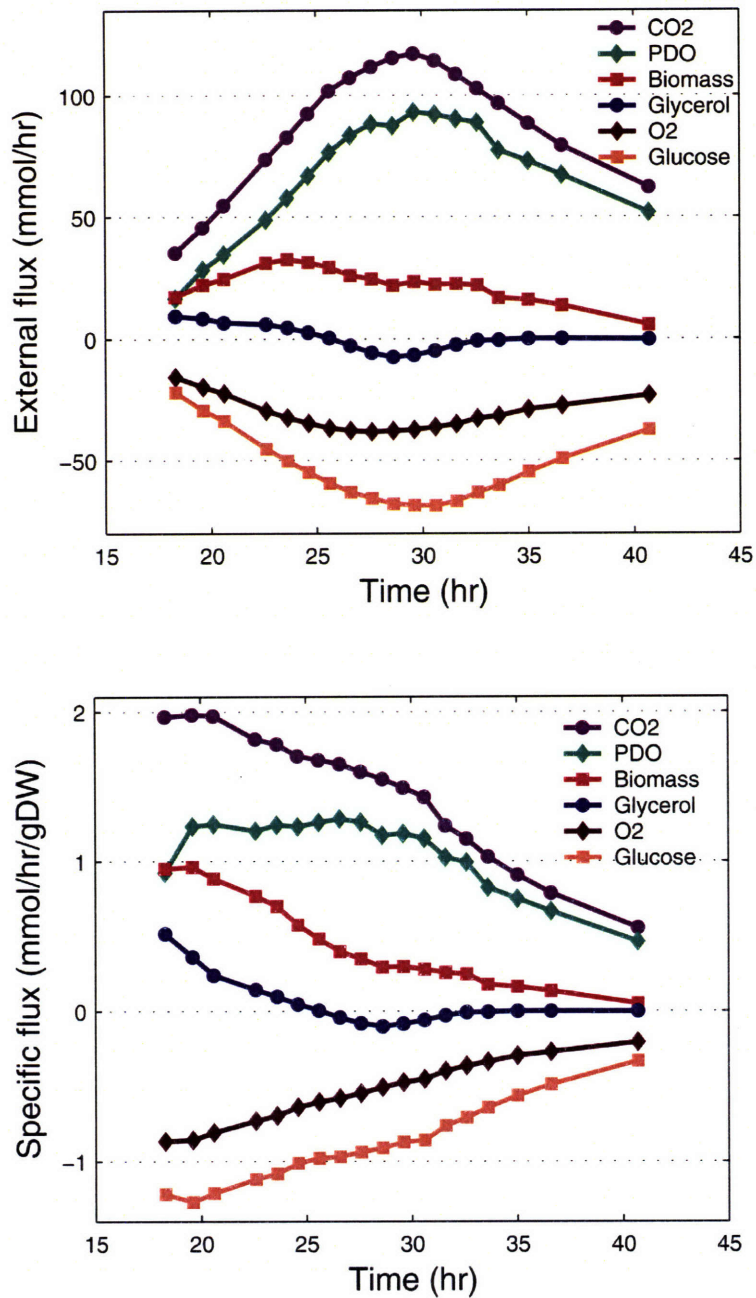 CO2
PDO
Biomass
Glycerol
O2
Glucose
100
50
0
−50
External flux (mmol/hr)
15 20 25 30 35 40 45
Time (hr)
CO2
PDO
Biomass
Glycerol
O2
Glucose
2
1
0
−1
Specific flux (mmol/hr/gDW)
15 20 25 30 35 40 45
Time (hr)